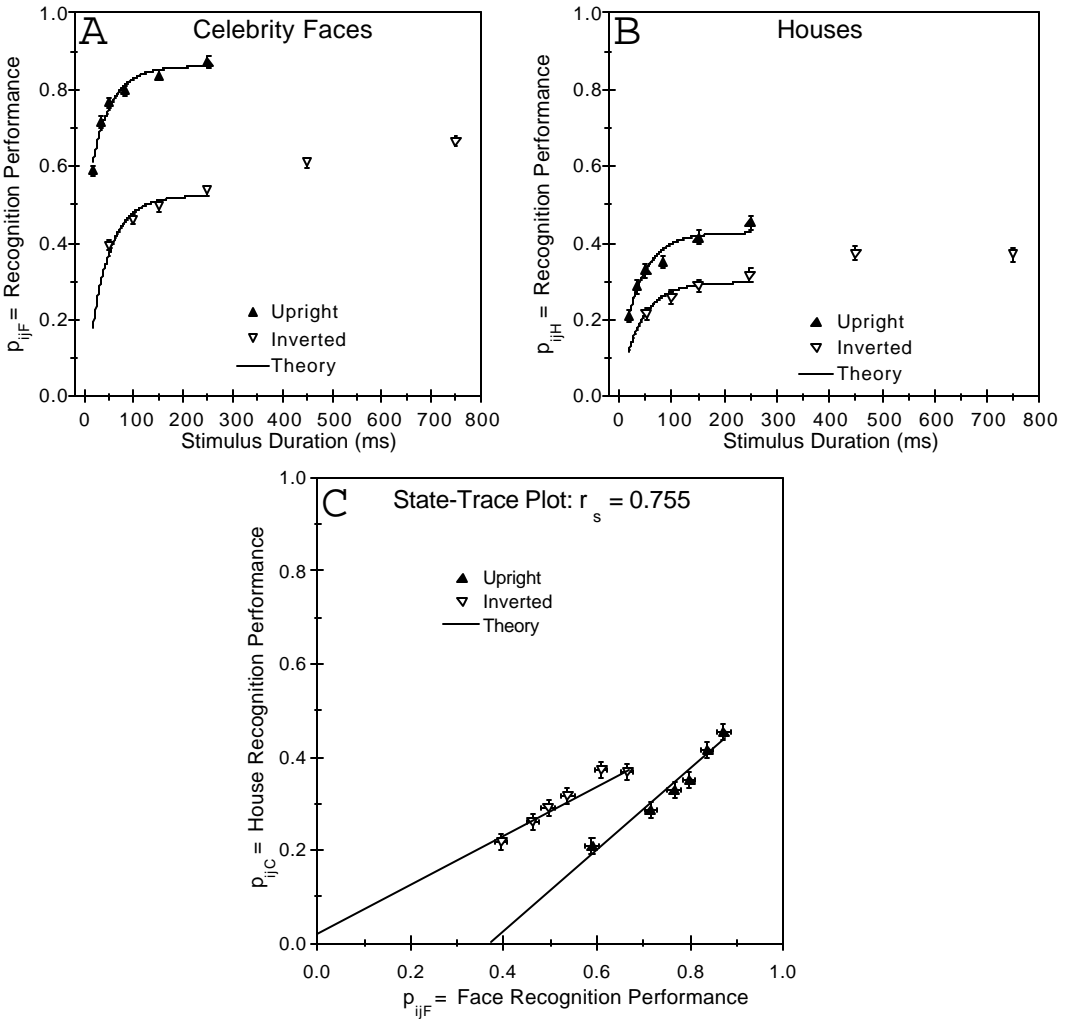 A
Celebrity Faces
p ijF = Recognition Performance
1.0
0.8
0.6
0.4
0.2
0.0
Upright
Inverted
Theory
0 100 200 300 400 500 600 700 800
Stimulus Duration (ms)
B
Houses
p ijH = Recognition Performance
1.0
0.8
0.6
0.4
0.2
0.0
Upright
Inverted
Theory
0 100 200 300 400 500 600 700 800
Stimulus Duration (ms)
C
State-Trace Plot: r s = 0.755
p ijC = House Recognition Performance
1.0
0.8
0.6
0.4
0.2
0.0
Upright
Inverted
Theory
0.0 0.2 0.4 0.6 0.8 1.0
p ijF = Face Recognition Performance